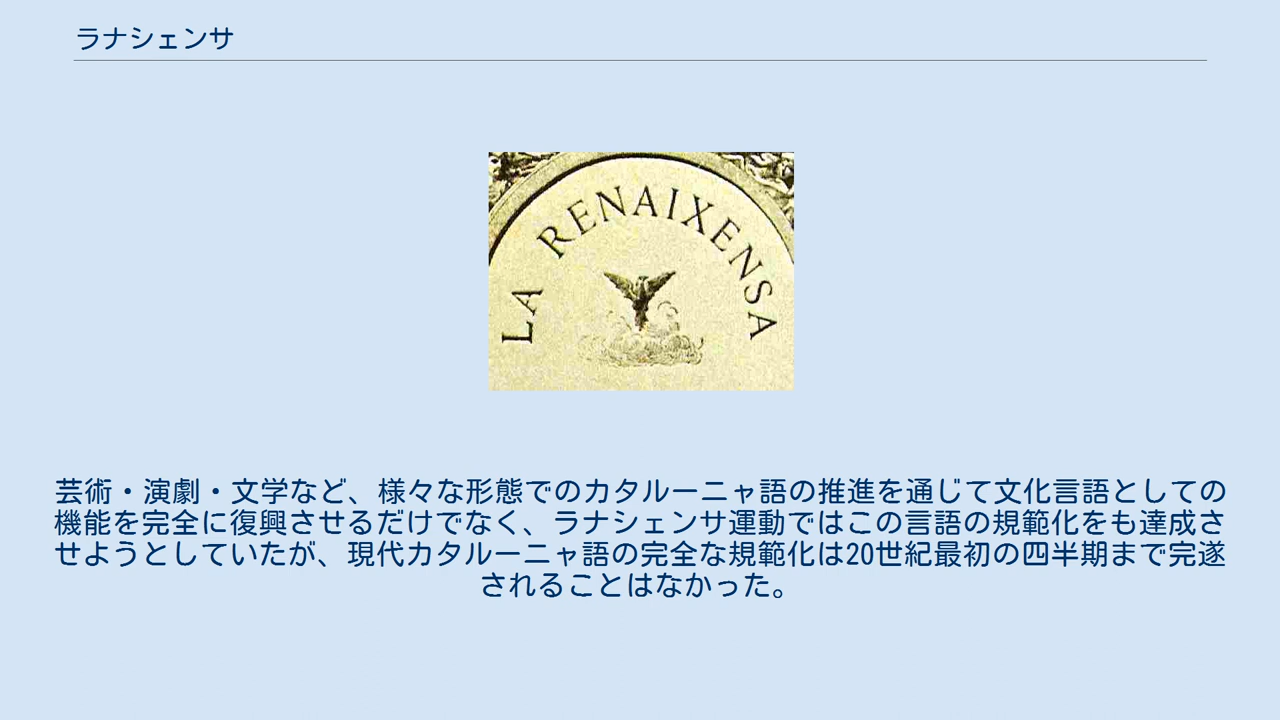 ラナシェンサ
LA RENAIXENSA
芸術・演劇・文学など、様々な形態でのカタルーニャ語の推進を通じて文化言語としての
機能を完全に復興させるだけでなく、ラナシェンサ運動ではこの言語の規範化をも達成さ
せようとしていたが、現代カタルーニャ語の完全な規範化は20世紀最初の四半期まで完遂
されることはなかった。